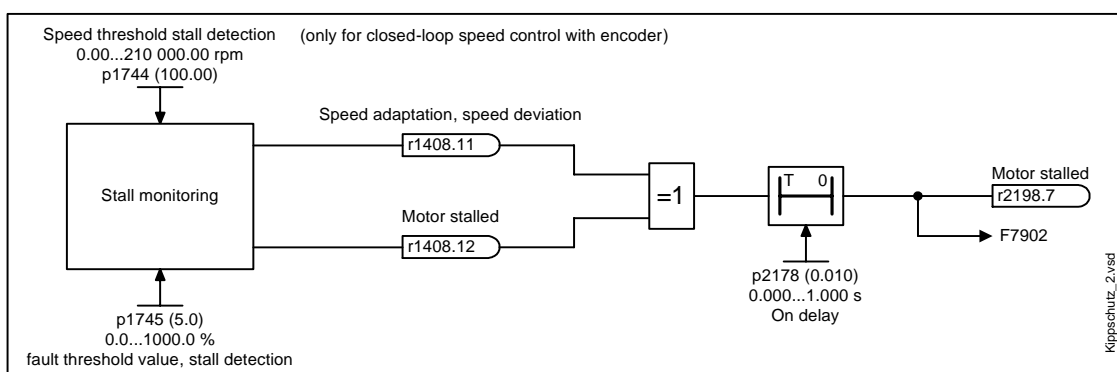 Speed threshold stall detection
(only for closed-loop speed control with encoder)
0.00...210 000.00 rpm
p1744 (100.00)
Speed adaptation, speed deviation
r1408.11
Stall monitoring
Motor stalled
r1408.12
=1
T 0
Motor stalled
r2198.7
F7902
p2178 (0.010)
0.000...1.000 s
On delay
p1745 (5.0)
0.0...1000.0 %
fault threshold value, stall detection
Kippschutz_2.vsd